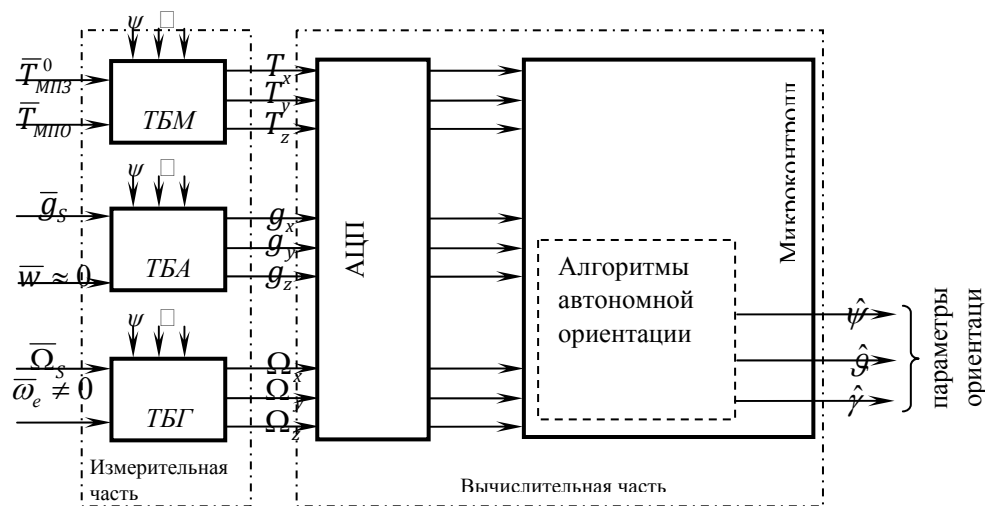 ψ □
T̅⁰МПЗ
T̅МПО
ТБМ
Tx
Ty
Tz
ψ □
g̅S
w̅ ≈ 0
ТБА
gx
gy
gz
ψ □
Ω̅S
ω̅e ≠ 0
ТБГ
Ωx
Ωy
Ωz
Измерительная
часть
АЦП
Микроконтролл
Алгоритмы
автономной
ориентации
Вычислительная часть
ψ̂
ϑ̂
γ̂
параметры
ориентаци